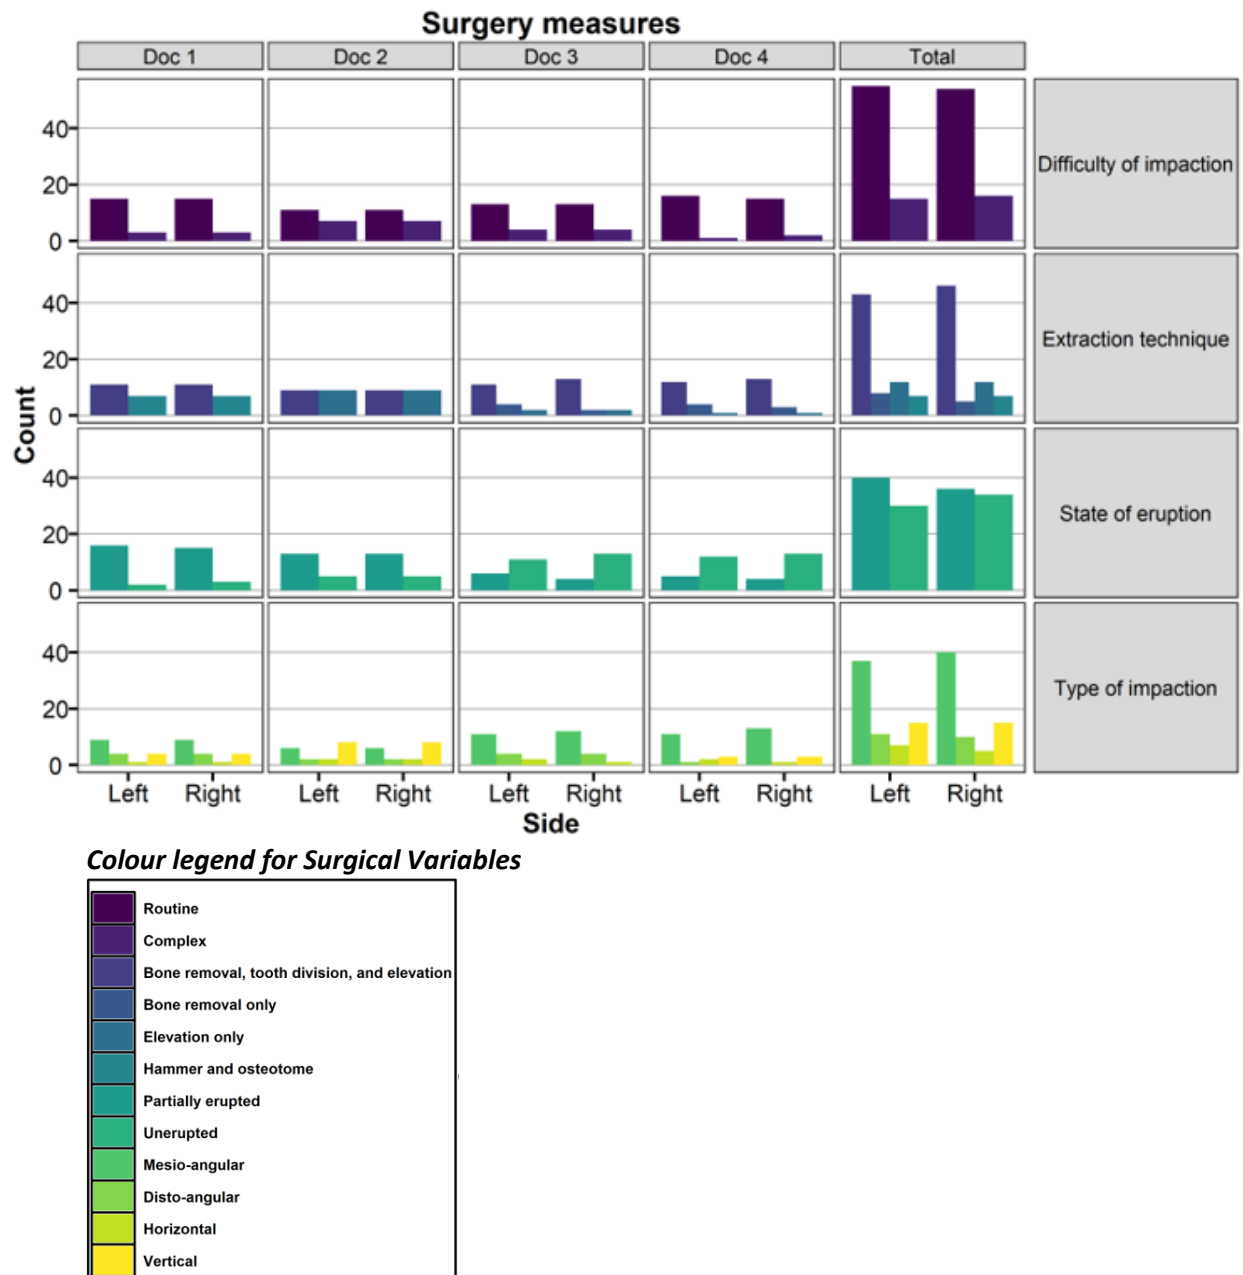 Surgery measures
Doc 1 Doc 2 Doc 3 Doc 4 Total
40
20
0
Difficulty of impaction
40
20
0
Extraction technique
Count
40
20
0
State of eruption
40
20
0
Type of impaction
Left Right Left Right Left Right Left Right Left Right
Side
Colour legend for Surgical Variables
Routine
Complex
Bone removal, tooth division, and elevation
Bone removal only
Elevation only
Hammer and osteotome
Partially erupted
Unerupted
Mesio-angular
Disto-angular
Horizontal
Vertical